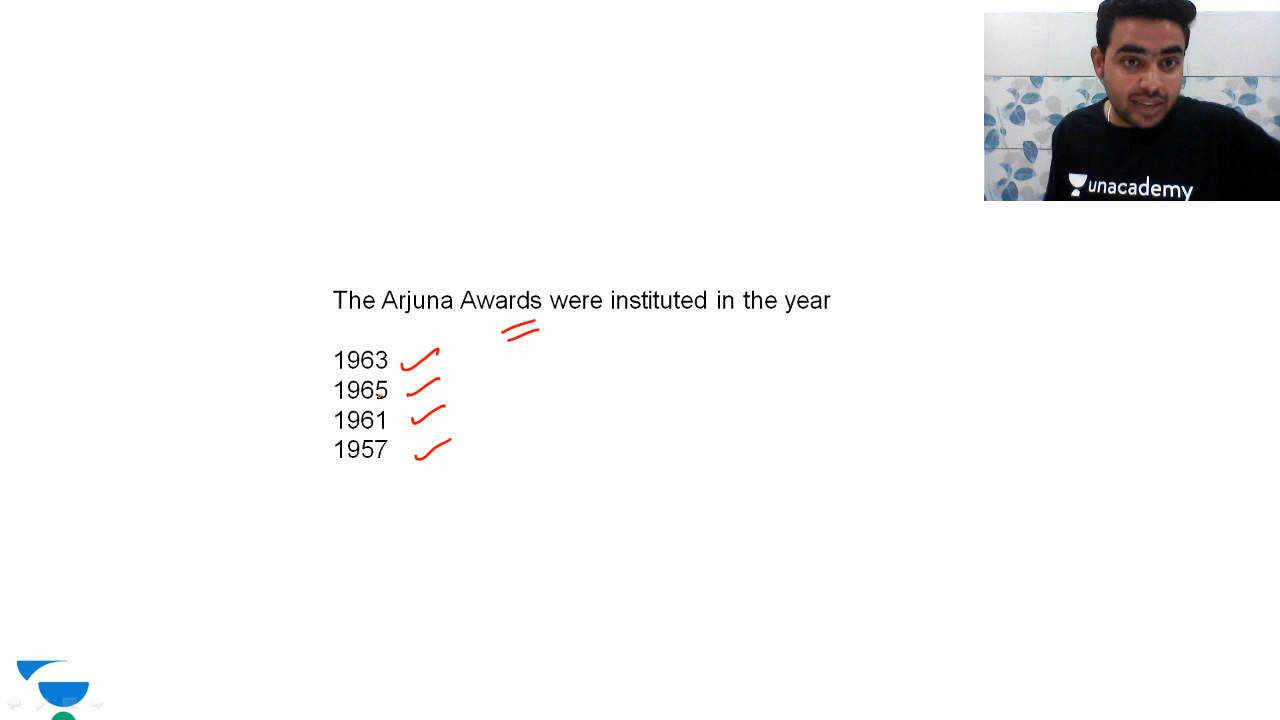 unacademy
The Arjuna Awards were instituted in the year
1963
1965
1961
1957